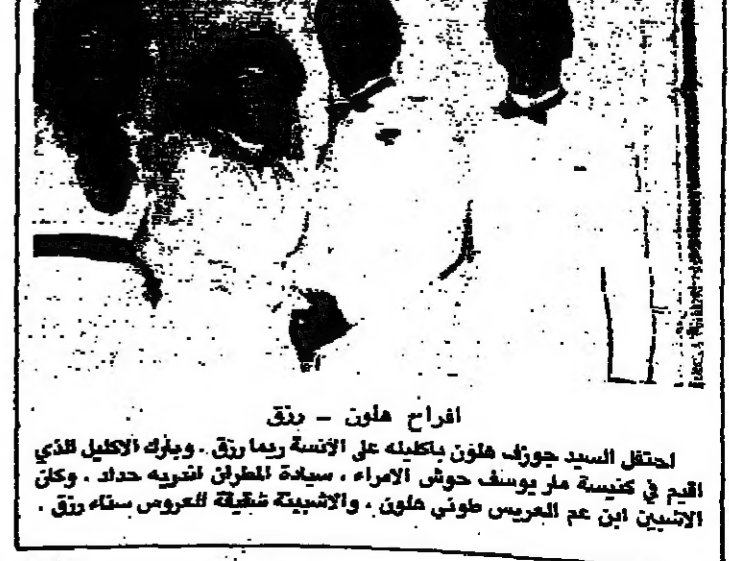 افراح هلون – رزق
احتفل السيد جوزف هلون باكليله على الآنسة ريما رزق . وبارك الاكليل الذي
اقيم في كنيسة مار يوسف حوش الامراء ، سيادة المطران اندريه حداد . وكان
الاشبين ابن عم العريس طوني هلون ، والاشبينة شقيقة العروس سناء رزق .